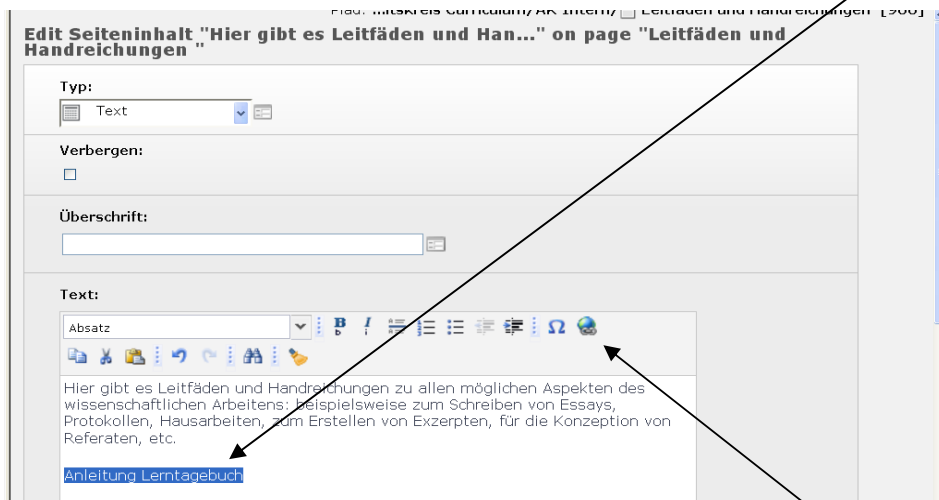 Pfad: ...itskreis Curriculum/AK Intern/ Leitfäden und Handreichungen [966]
Edit Seiteninhalt "Hier gibt es Leitfäden und Han..." on page "Leitfäden und
Handreichungen "
Typ:
Text
Verbergen:
Überschrift:
Text:
Absatz
Hier gibt es Leitfäden und Handreichungen zu allen möglichen Aspekten des
wissenschaftlichen Arbeitens: beispielsweise zum Schreiben von Essays,
Protokollen, Hausarbeiten, zum Erstellen von Exzerpten, für die Konzeption von
Referaten, etc.
Anleitung Lerntagebuch